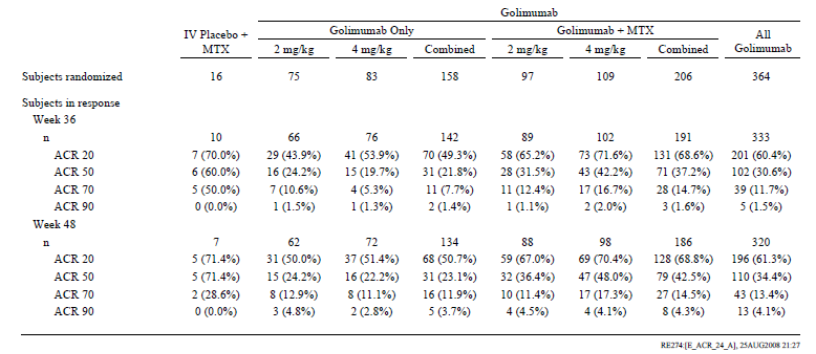 Golimumab
IV Placebo + Golimumab Only Golimumab + MTX All
MTX 2 mg/kg 4 mg/kg Combined 2 mg/kg 4 mg/kg Combined Golimumab
Subjects randomized 16 75 83 158 97 109 206 364
Subjects in response
Week 36
n 10 66 76 142 89 102 191 333
ACR 20 7 (70.0%) 29 (43.9%) 41 (53.9%) 70 (49.3%) 58 (65.2%) 73 (71.6%) 131 (68.6%) 201 (60.4%)
ACR 50 6 (60.0%) 16 (24.2%) 15 (19.7%) 31 (21.8%) 28 (31.5%) 43 (42.2%) 71 (37.2%) 102 (30.6%)
ACR 70 5 (50.0%) 7 (10.6%) 4 (5.3%) 11 (7.7%) 11 (12.4%) 17 (16.7%) 28 (14.7%) 39 (11.7%)
ACR 90 0 (0.0%) 1 (1.5%) 1 (1.3%) 2 (1.4%) 1 (1.1%) 2 (2.0%) 3 (1.6%) 5 (1.5%)
Week 48
n 7 62 72 134 88 98 186 320
ACR 20 5 (71.4%) 31 (50.0%) 37 (51.4%) 68 (50.7%) 59 (67.0%) 69 (70.4%) 128 (68.8%) 196 (61.3%)
ACR 50 5 (71.4%) 15 (24.2%) 16 (22.2%) 31 (23.1%) 32 (36.4%) 47 (48.0%) 79 (42.5%) 110 (34.4%)
ACR 70 2 (28.6%) 8 (12.9%) 8 (11.1%) 16 (11.9%) 10 (11.4%) 17 (17.3%) 27 (14.5%) 43 (13.4%)
ACR 90 0 (0.0%) 3 (4.8%) 2 (2.8%) 5 (3.7%) 4 (4.5%) 4 (4.1%) 8 (4.3%) 13 (4.1%)
RE274:[E_ACR_24_A], 25AUG2008 21:27